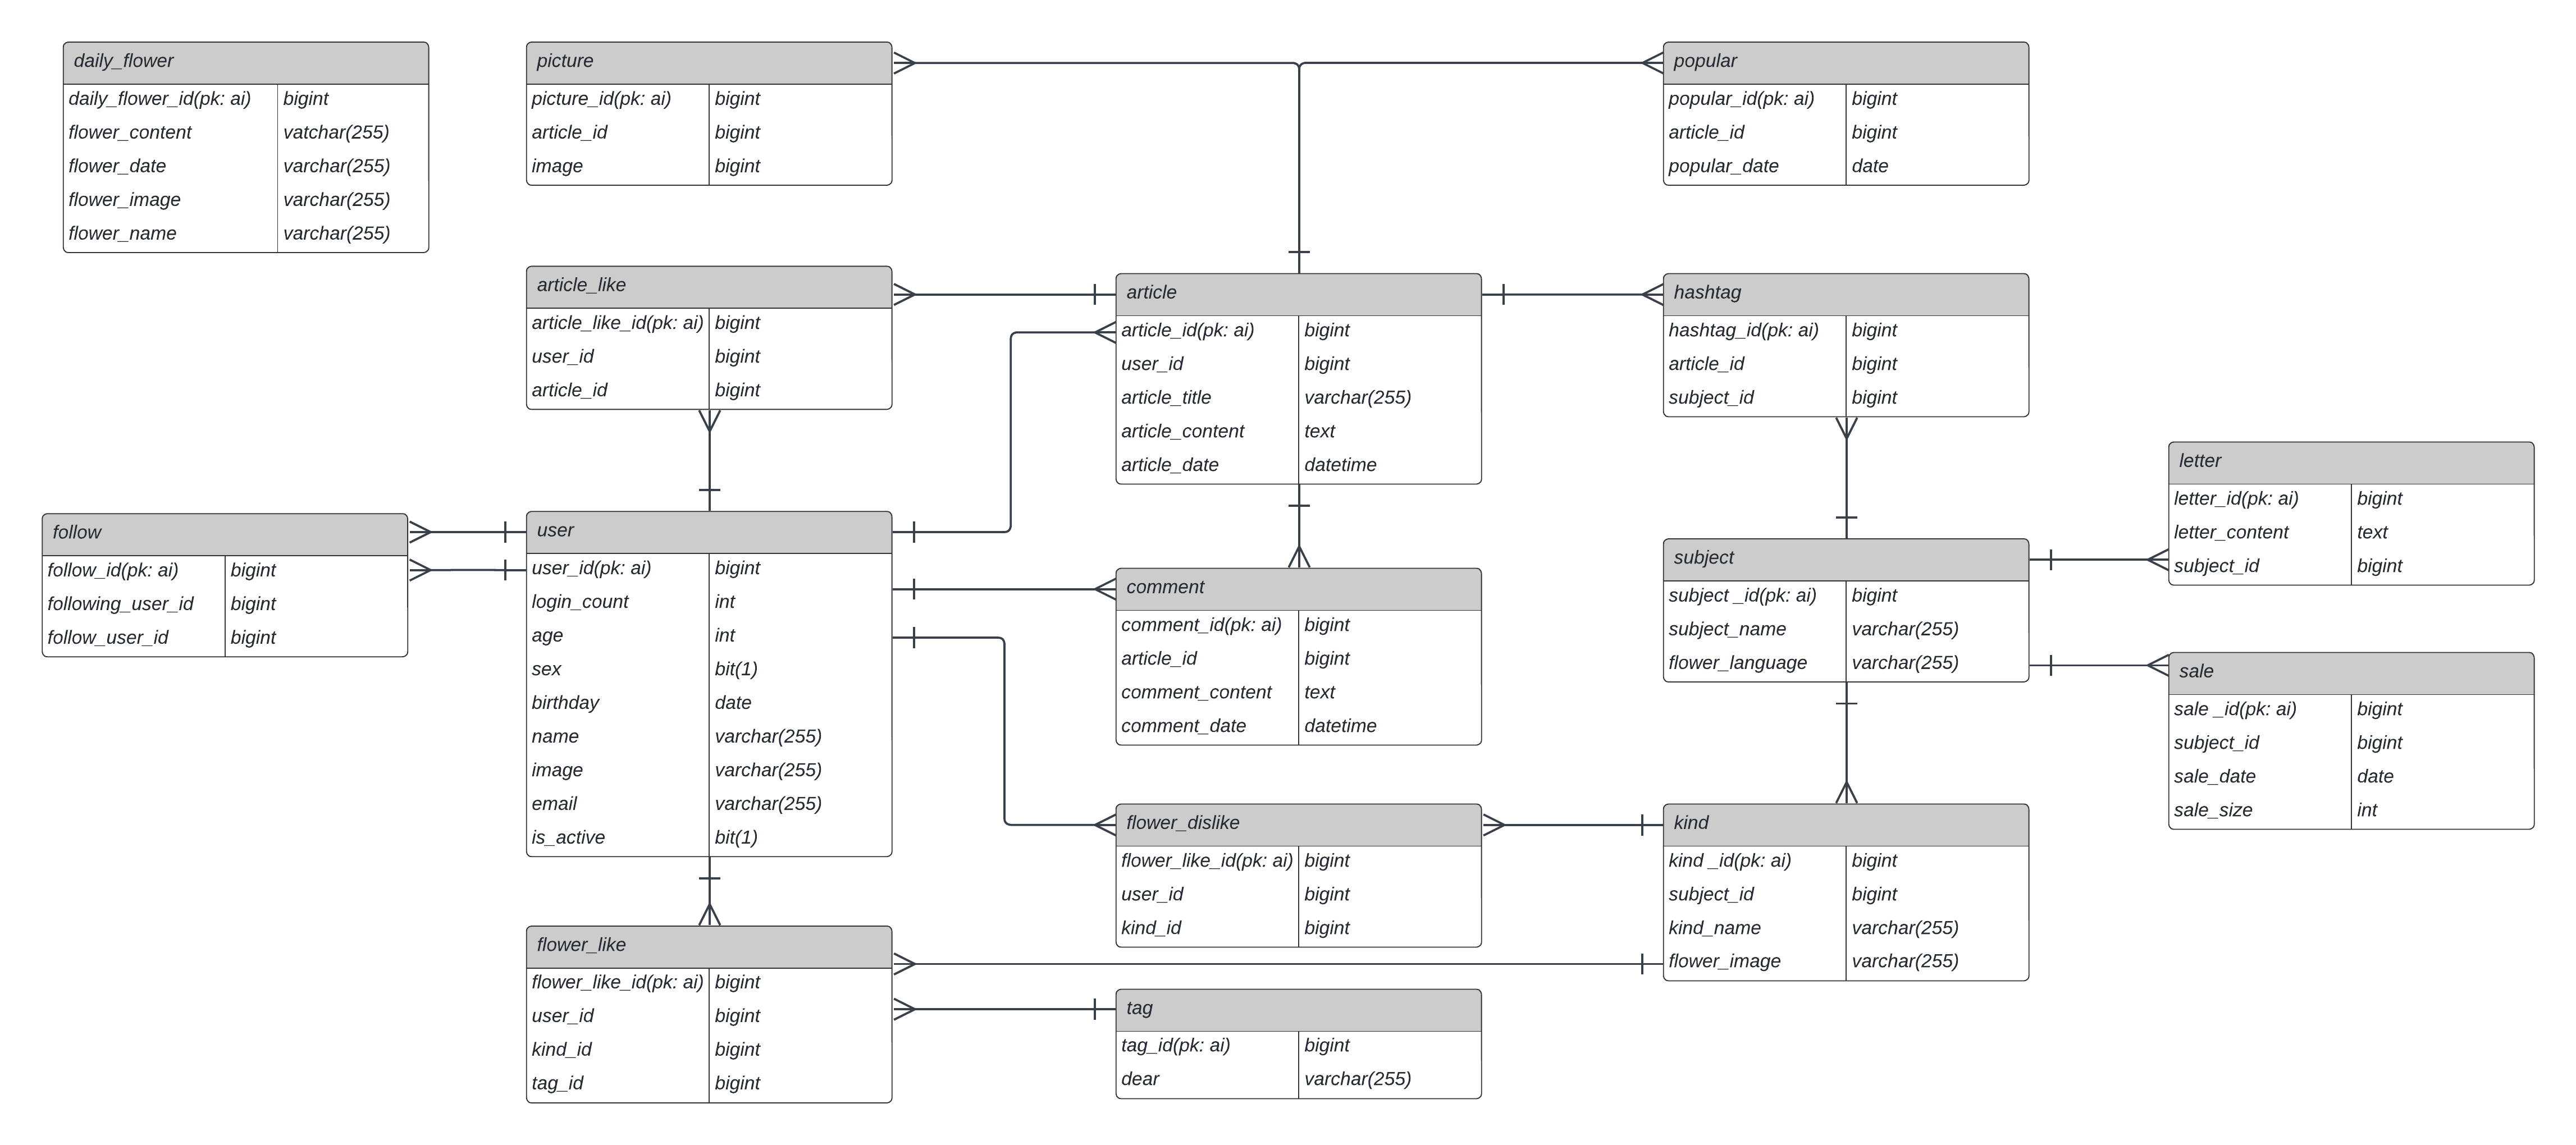 daily_flower
daily_flower_id(pk: ai) bigint
flower_content vatchar(255)
flower_date varchar(255)
flower_image varchar(255)
flower_name varchar(255)
picture
picture_id(pk: ai) bigint
article_id bigint
image bigint
popular
popular_id(pk: ai) bigint
article_id bigint
popular_date date
article_like
article_like_id(pk: ai) bigint
user_id bigint
article_id bigint
article
article_id(pk: ai) bigint
user_id bigint
article_title varchar(255)
article_content text
article_date datetime
hashtag
hashtag_id(pk: ai) bigint
article_id bigint
subject_id bigint
letter
letter_id(pk: ai) bigint
letter_content text
subject_id bigint
follow
follow_id(pk: ai) bigint
following_user_id bigint
follow_user_id bigint
user
user_id(pk: ai) bigint
login_count int
age int
sex bit(1)
birthday date
name varchar(255)
image varchar(255)
email varchar(255)
is_active bit(1)
comment
comment_id(pk: ai) bigint
article_id bigint
comment_content text
comment_date datetime
subject
subject _id(pk: ai) bigint
subject_name varchar(255)
flower_language varchar(255)
sale
sale _id(pk: ai) bigint
subject_id bigint
sale_date date
sale_size int
flower_dislike
flower_like_id(pk: ai) bigint
user_id bigint
kind_id bigint
kind
kind _id(pk: ai) bigint
subject_id bigint
kind_name varchar(255)
flower_image varchar(255)
flower_like
flower_like_id(pk: ai) bigint
user_id bigint
kind_id bigint
tag_id bigint
tag
tag_id(pk: ai) bigint
dear varchar(255)